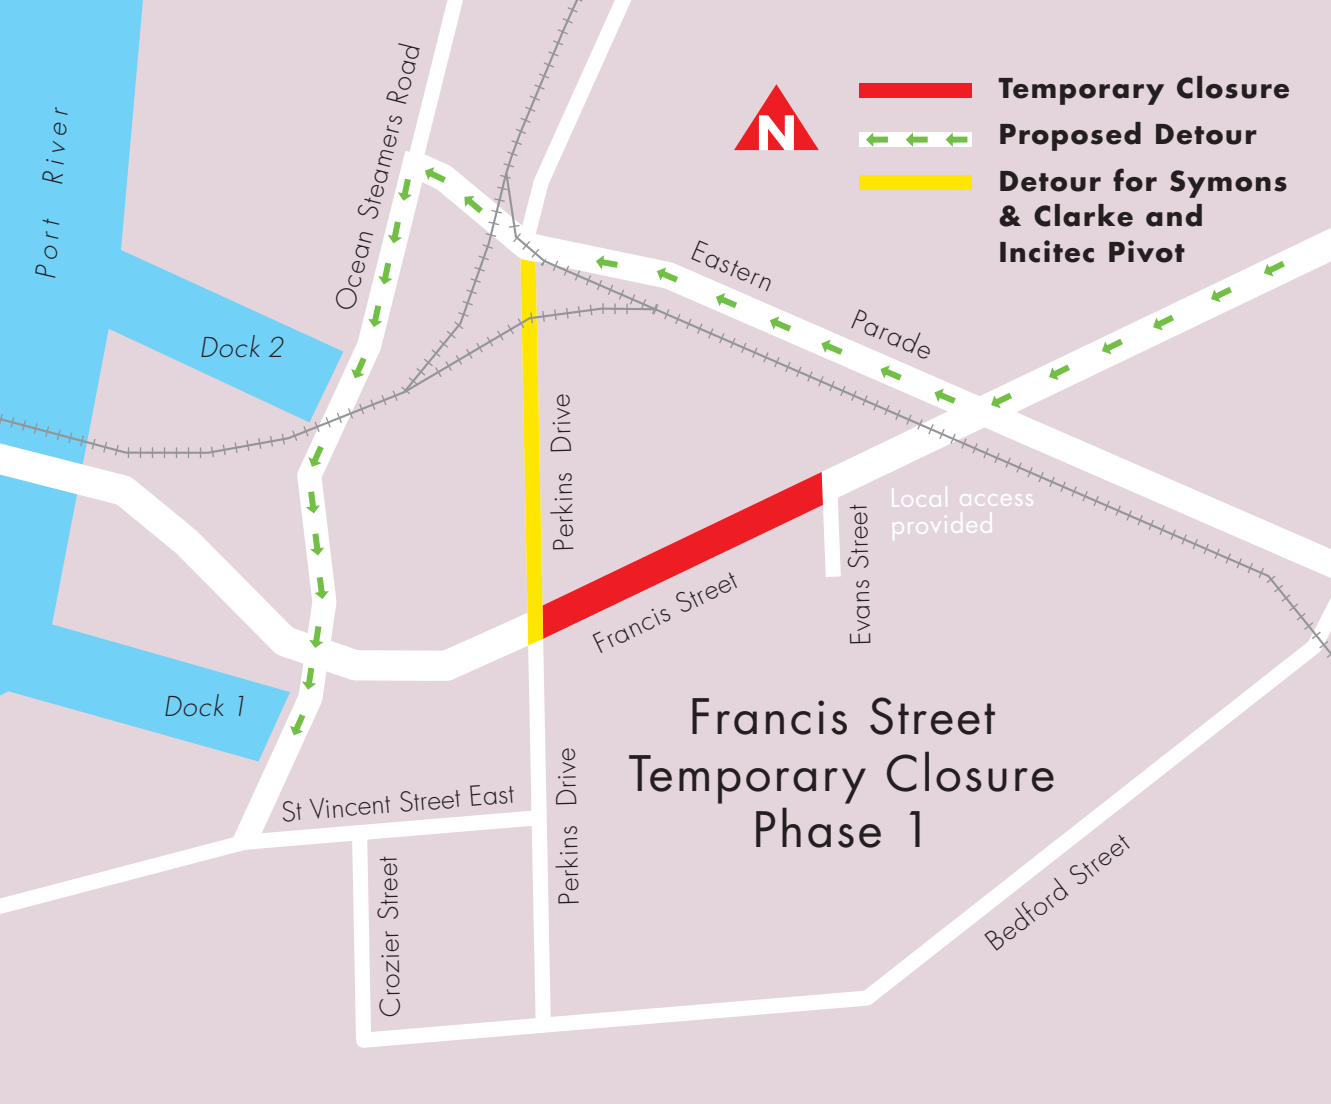 Temporary Closure
Proposed Detour
Detour for Symons
& Clarke and
Incitec Pivot
N
Port River
Ocean Steamers Road
Eastern
Parade
Dock 2
Perkins Drive
Local access
provided
Evans Street
Francis Street
Dock 1
Francis Street
Temporary Closure
Phase 1
St Vincent Street East
Perkins Drive
Crozier Street
Bedford Street